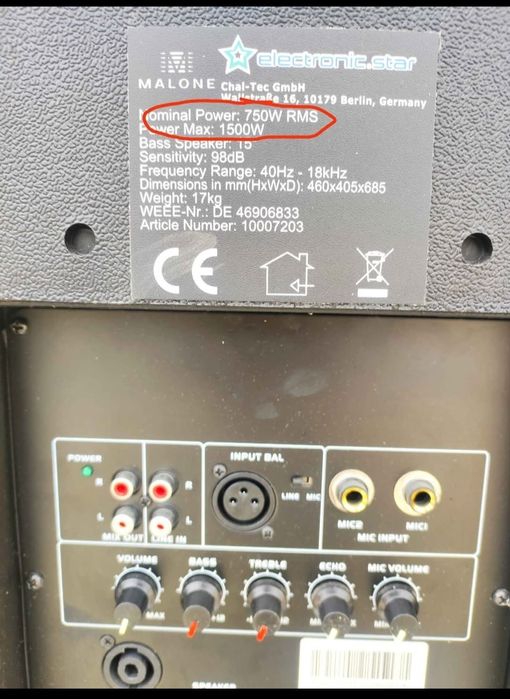 electronic.star
MALONE
Chal-Tec GmbH
Wallstraße 16, 10179 Berlin, Germany
Nominal Power: 750W RMS
Power Max: 1500W
Bass Speaker: 15
Sensitivity: 98dB
Frequency Range: 40Hz - 18kHz
Dimensions in mm(HxWxD): 460x405x685
Weight: 17kg
WEEE-Nr.: DE 46906833
Article Number: 10007203
CE
POWER
R
R
L
L
MIX OUT
LINE IN
INPUT BAL
LINE
MIC
MIC2
MIC1
MIC INPUT
VOLUME
BASS
TREBLE
ECHO
MIC VOLUME
MAX
SPEAKER